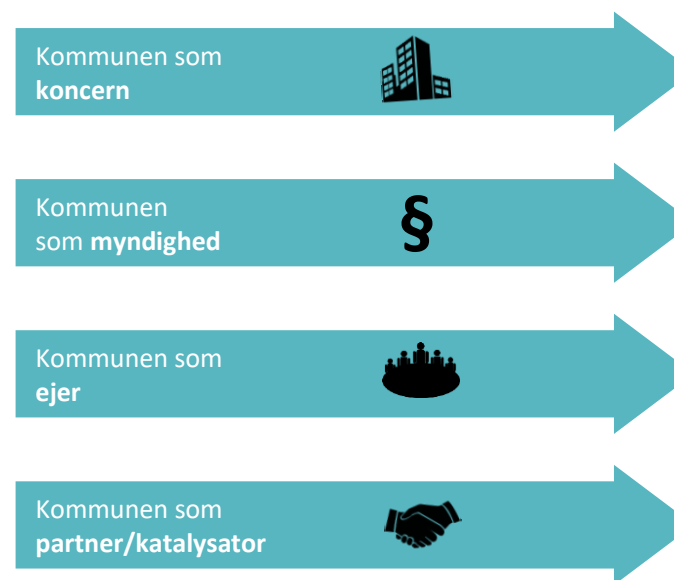 Kommunen som
koncern
Kommunen
som myndighed
§
Kommunen som
ejer
Kommunen som
partner/katalysator